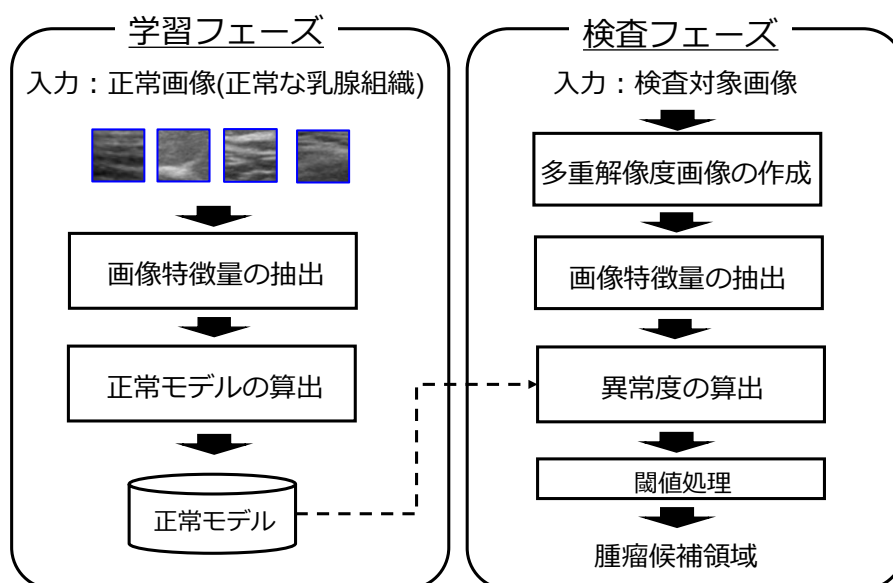 学習フェーズ
入力：正常画像(正常な乳腺組織)
画像特徴量の抽出
正常モデルの算出
正常モデル
検査フェーズ
入力：検査対象画像
多重解像度画像の作成
画像特徴量の抽出
異常度の算出
閾値処理
腫瘤候補領域